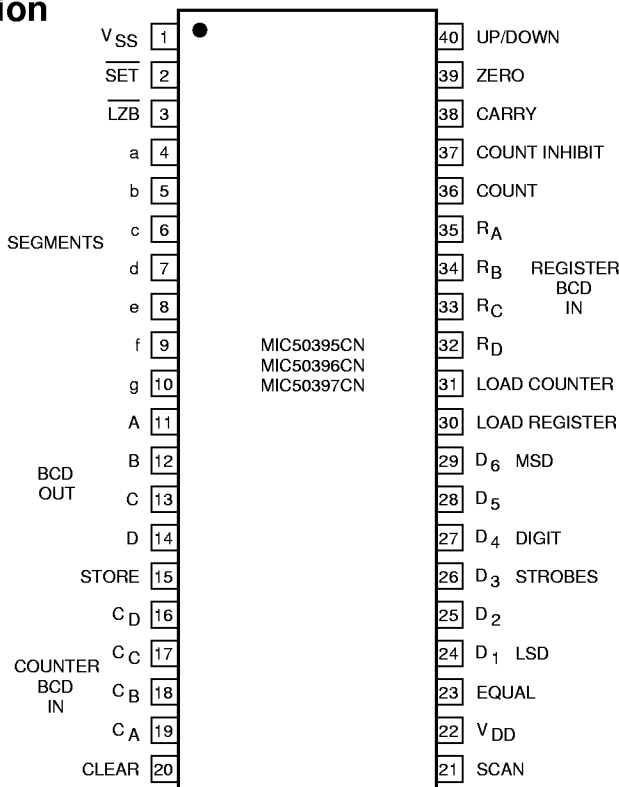 ion
VSS 1
SET 2
LZB 3
a 4
b 5
SEGMENTS
c 6
d 7
e 8
f 9
g 10
A 11
BCD
OUT
B 12
C 13
D 14
STORE 15
CD 16
COUNTER
BCD
IN
CC 17
CB 18
CA 19
CLEAR 20
MIC50395CN
MIC50396CN
MIC50397CN
40 UP/DOWN
39 ZERO
38 CARRY
37 COUNT INHIBIT
36 COUNT
35 RA
34 RB
REGISTER
BCD
IN
33 RC
32 RD
31 LOAD COUNTER
30 LOAD REGISTER
29 D6 MSD
28 D5
27 D4 DIGIT
26 D3 STROBES
25 D2
24 D1 LSD
23 EQUAL
22 VDD
21 SCAN